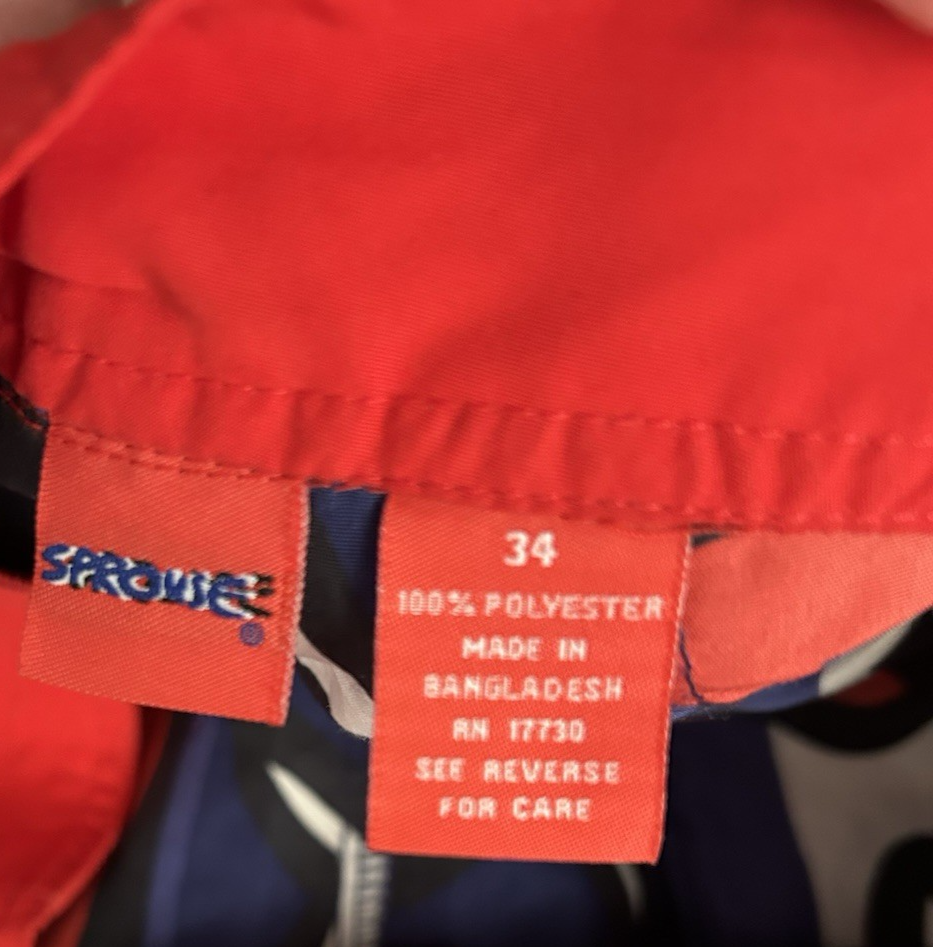 SPROUSE
®
34
100% POLYESTER
MADE IN
BANGLADESH
RN 17730
SEE REVERSE
FOR CARE